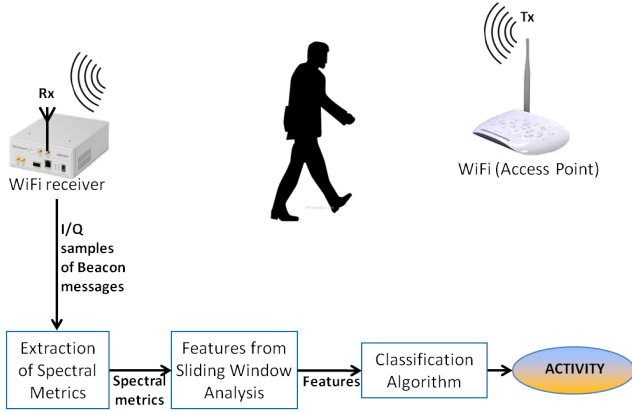 Tx
Rx
WiFi receiver
WiFi (Access Point)
I/Q
samples
of Beacon
messages
Extraction
of Spectral
Metrics
Spectral
metrics
Features from
Sliding Window
Analysis
Features
Classification
Algorithm
ACTIVITY